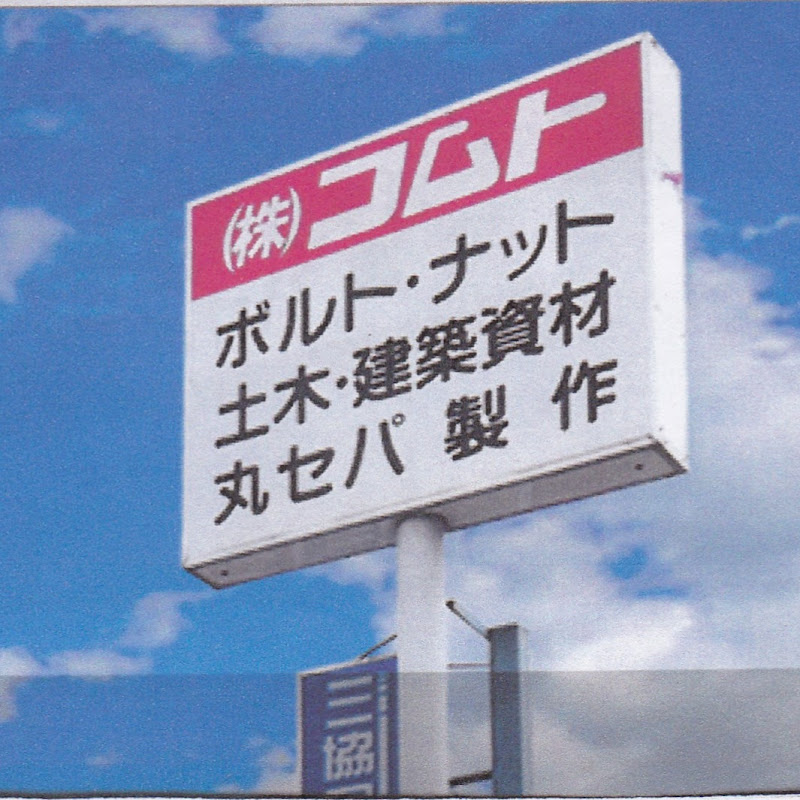 (株)コムト
ボルト・ナット
土木・建築資材
丸セパ 製作
三協